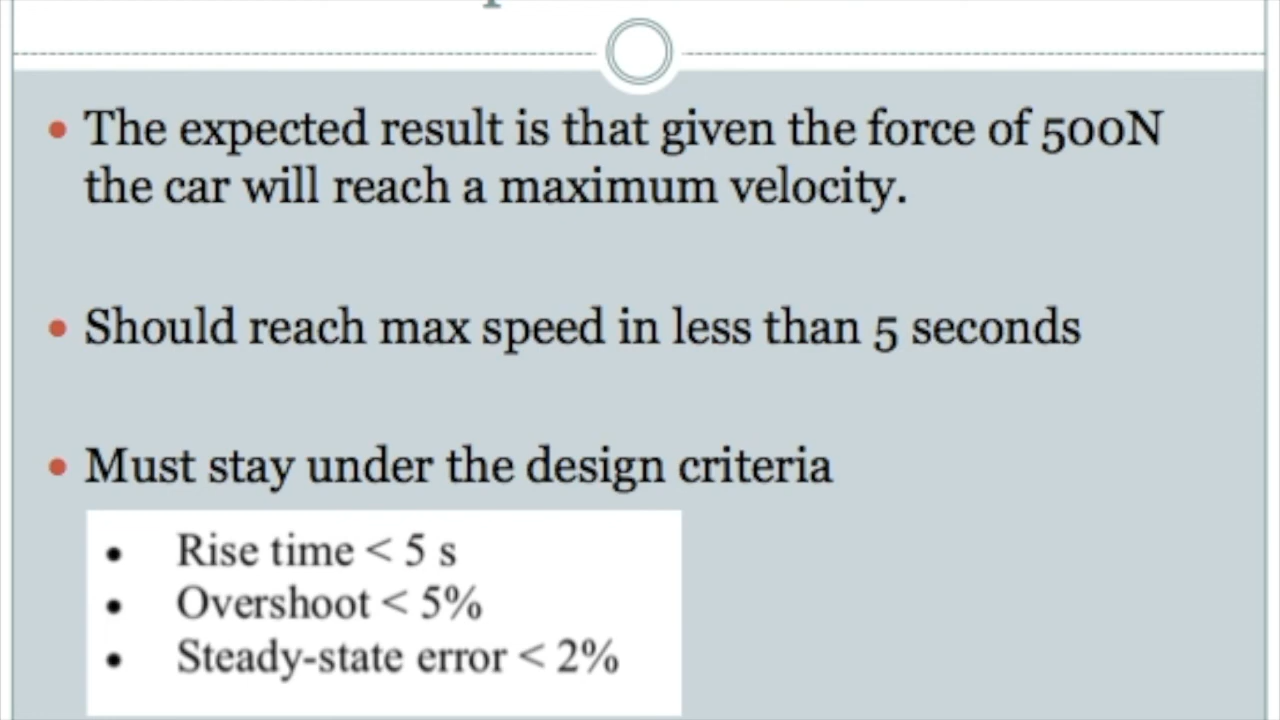 The expected result is that given the force of 500N
the car will reach a maximum velocity.
Should reach max speed in less than 5 seconds
Must stay under the design criteria
Rise time < 5 s
Overshoot < 5%
Steady-state error < 2%